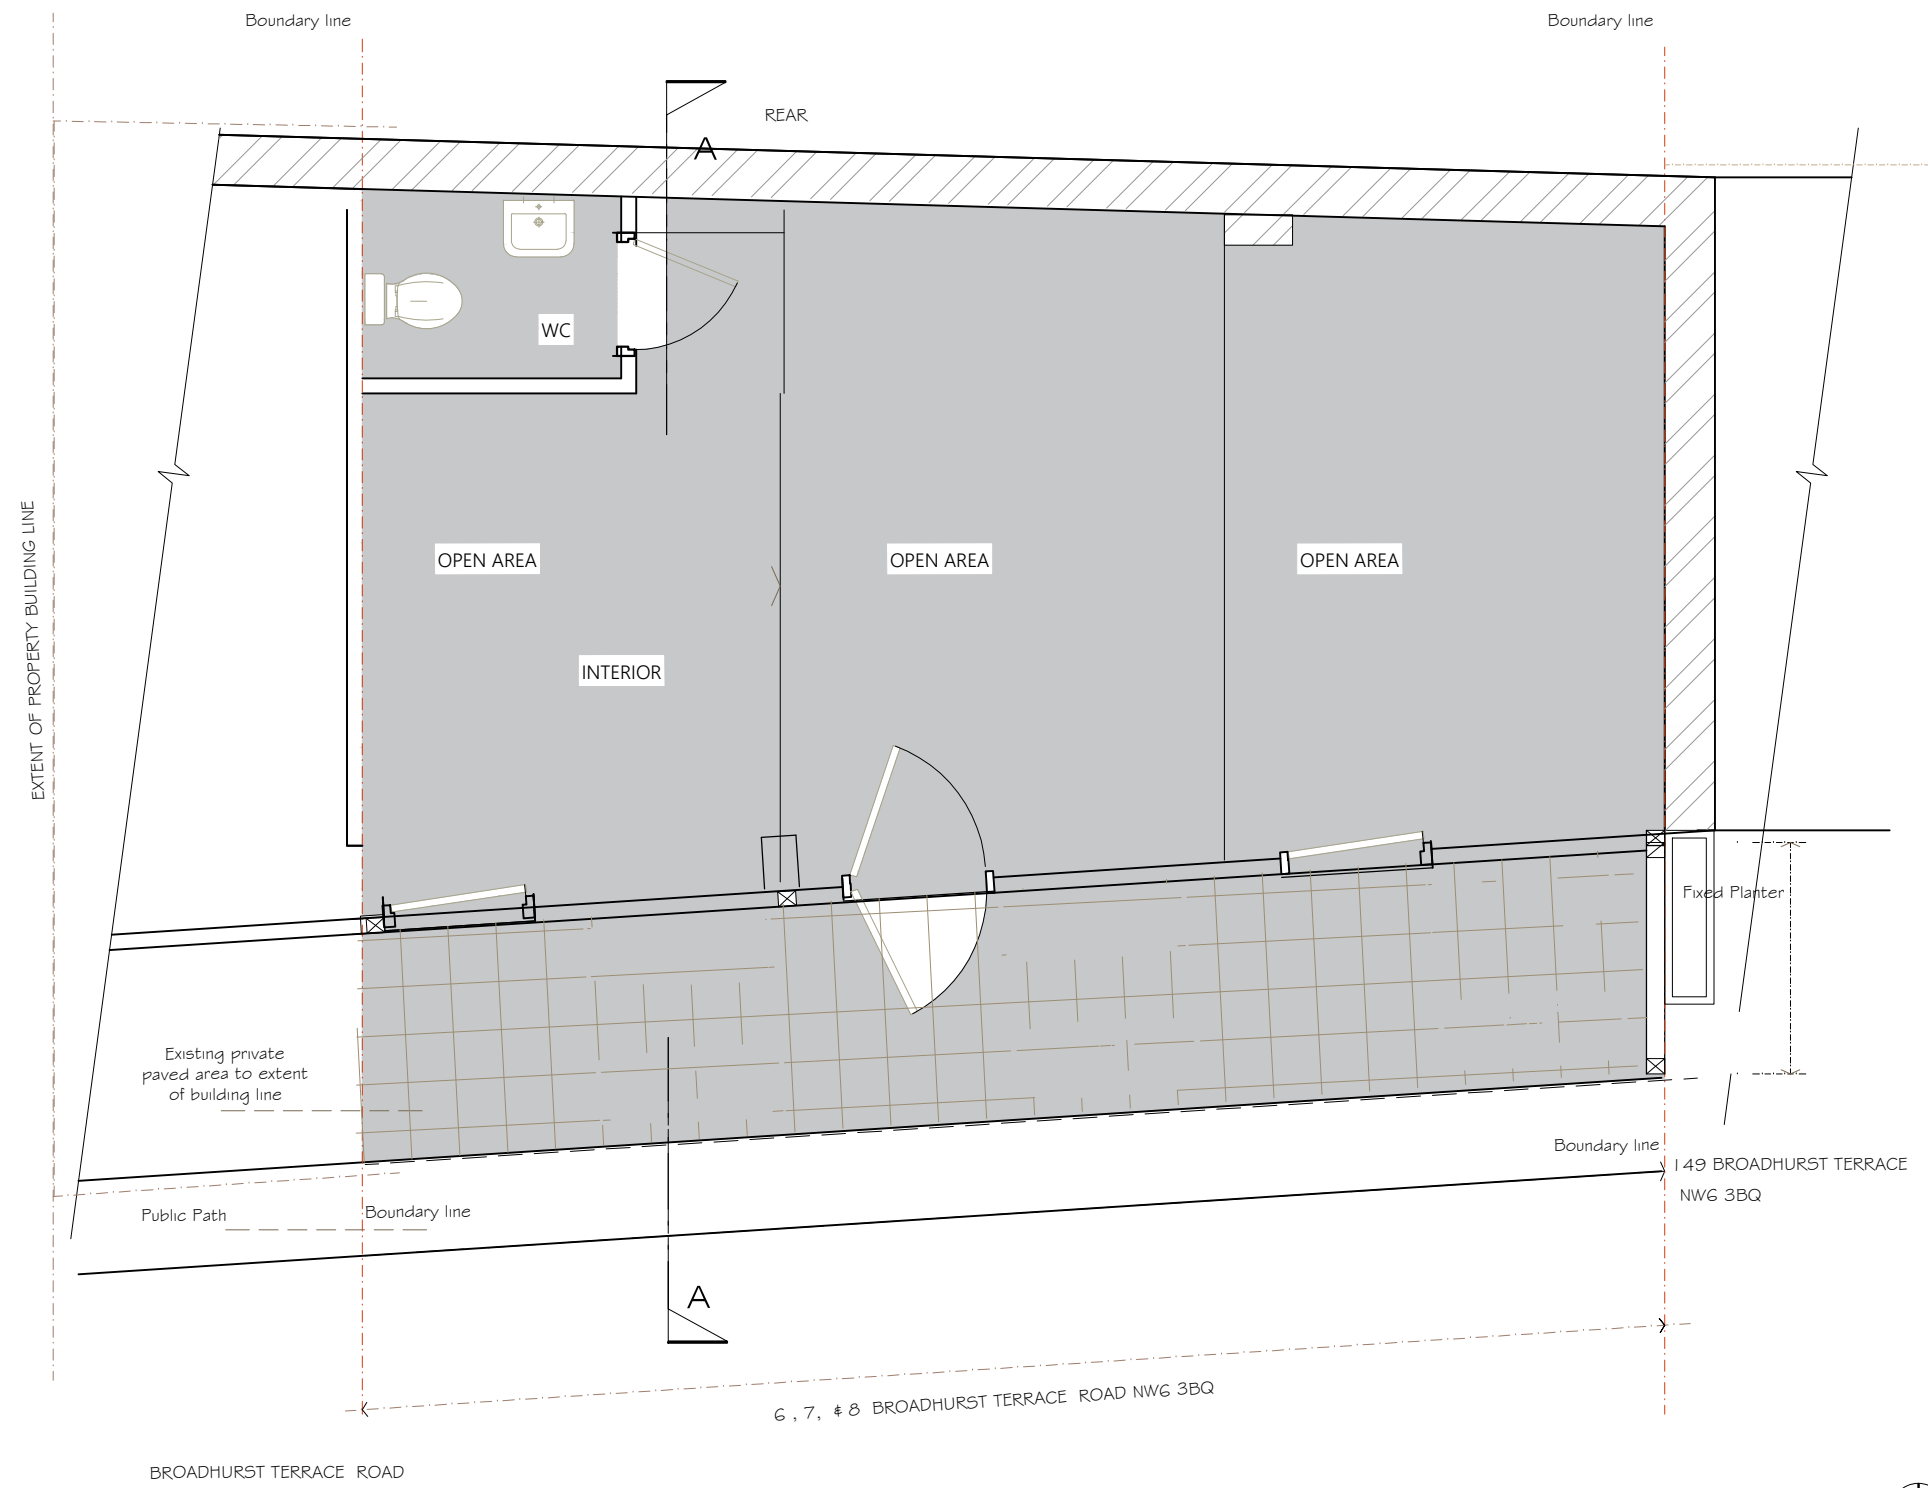 Boundary line
Boundary line
REAR
A
WC
EXTENT OF PROPERTY BUILDING LINE
OPEN AREA
OPEN AREA
OPEN AREA
INTERIOR
Fixed Planter
Existing private
paved area to extent
of building line
Boundary line
149 BROADHURST TERRACE
NW6 3BQ
Public Path
Boundary line
A
6 , 7, & 8 BROADHURST TERRACE ROAD NW6 3BQ
BROADHURST TERRACE ROAD